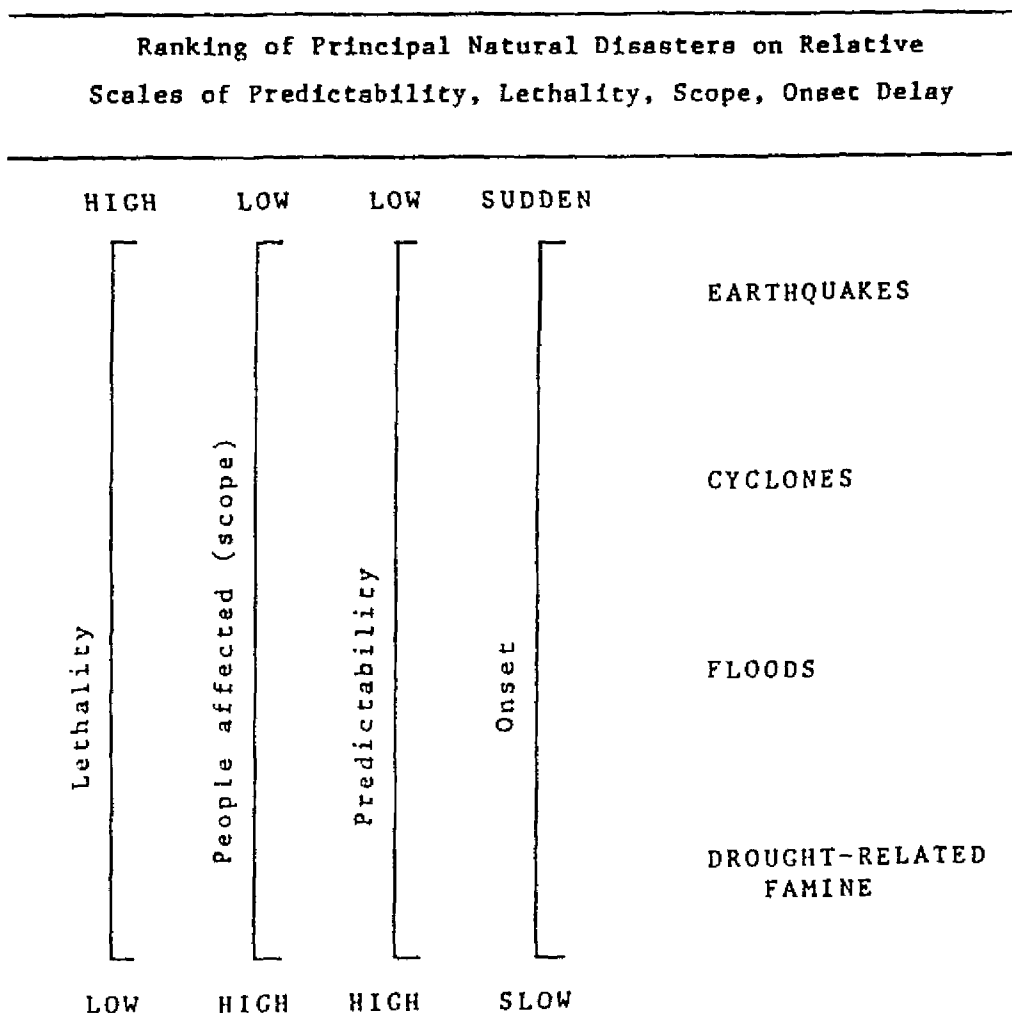 Ranking of Principal Natural Disasters on Relative
Scales of Predictability, Lethality, Scope, Onset Delay
HIGH LOW LOW SUDDEN
EARTHQUAKES
CYCLONES
FLOODS
DROUGHT-RELATED
FAMINE
Lethality
People affected (scope)
Predictability
Onset
LOW HIGH HIGH SLOW